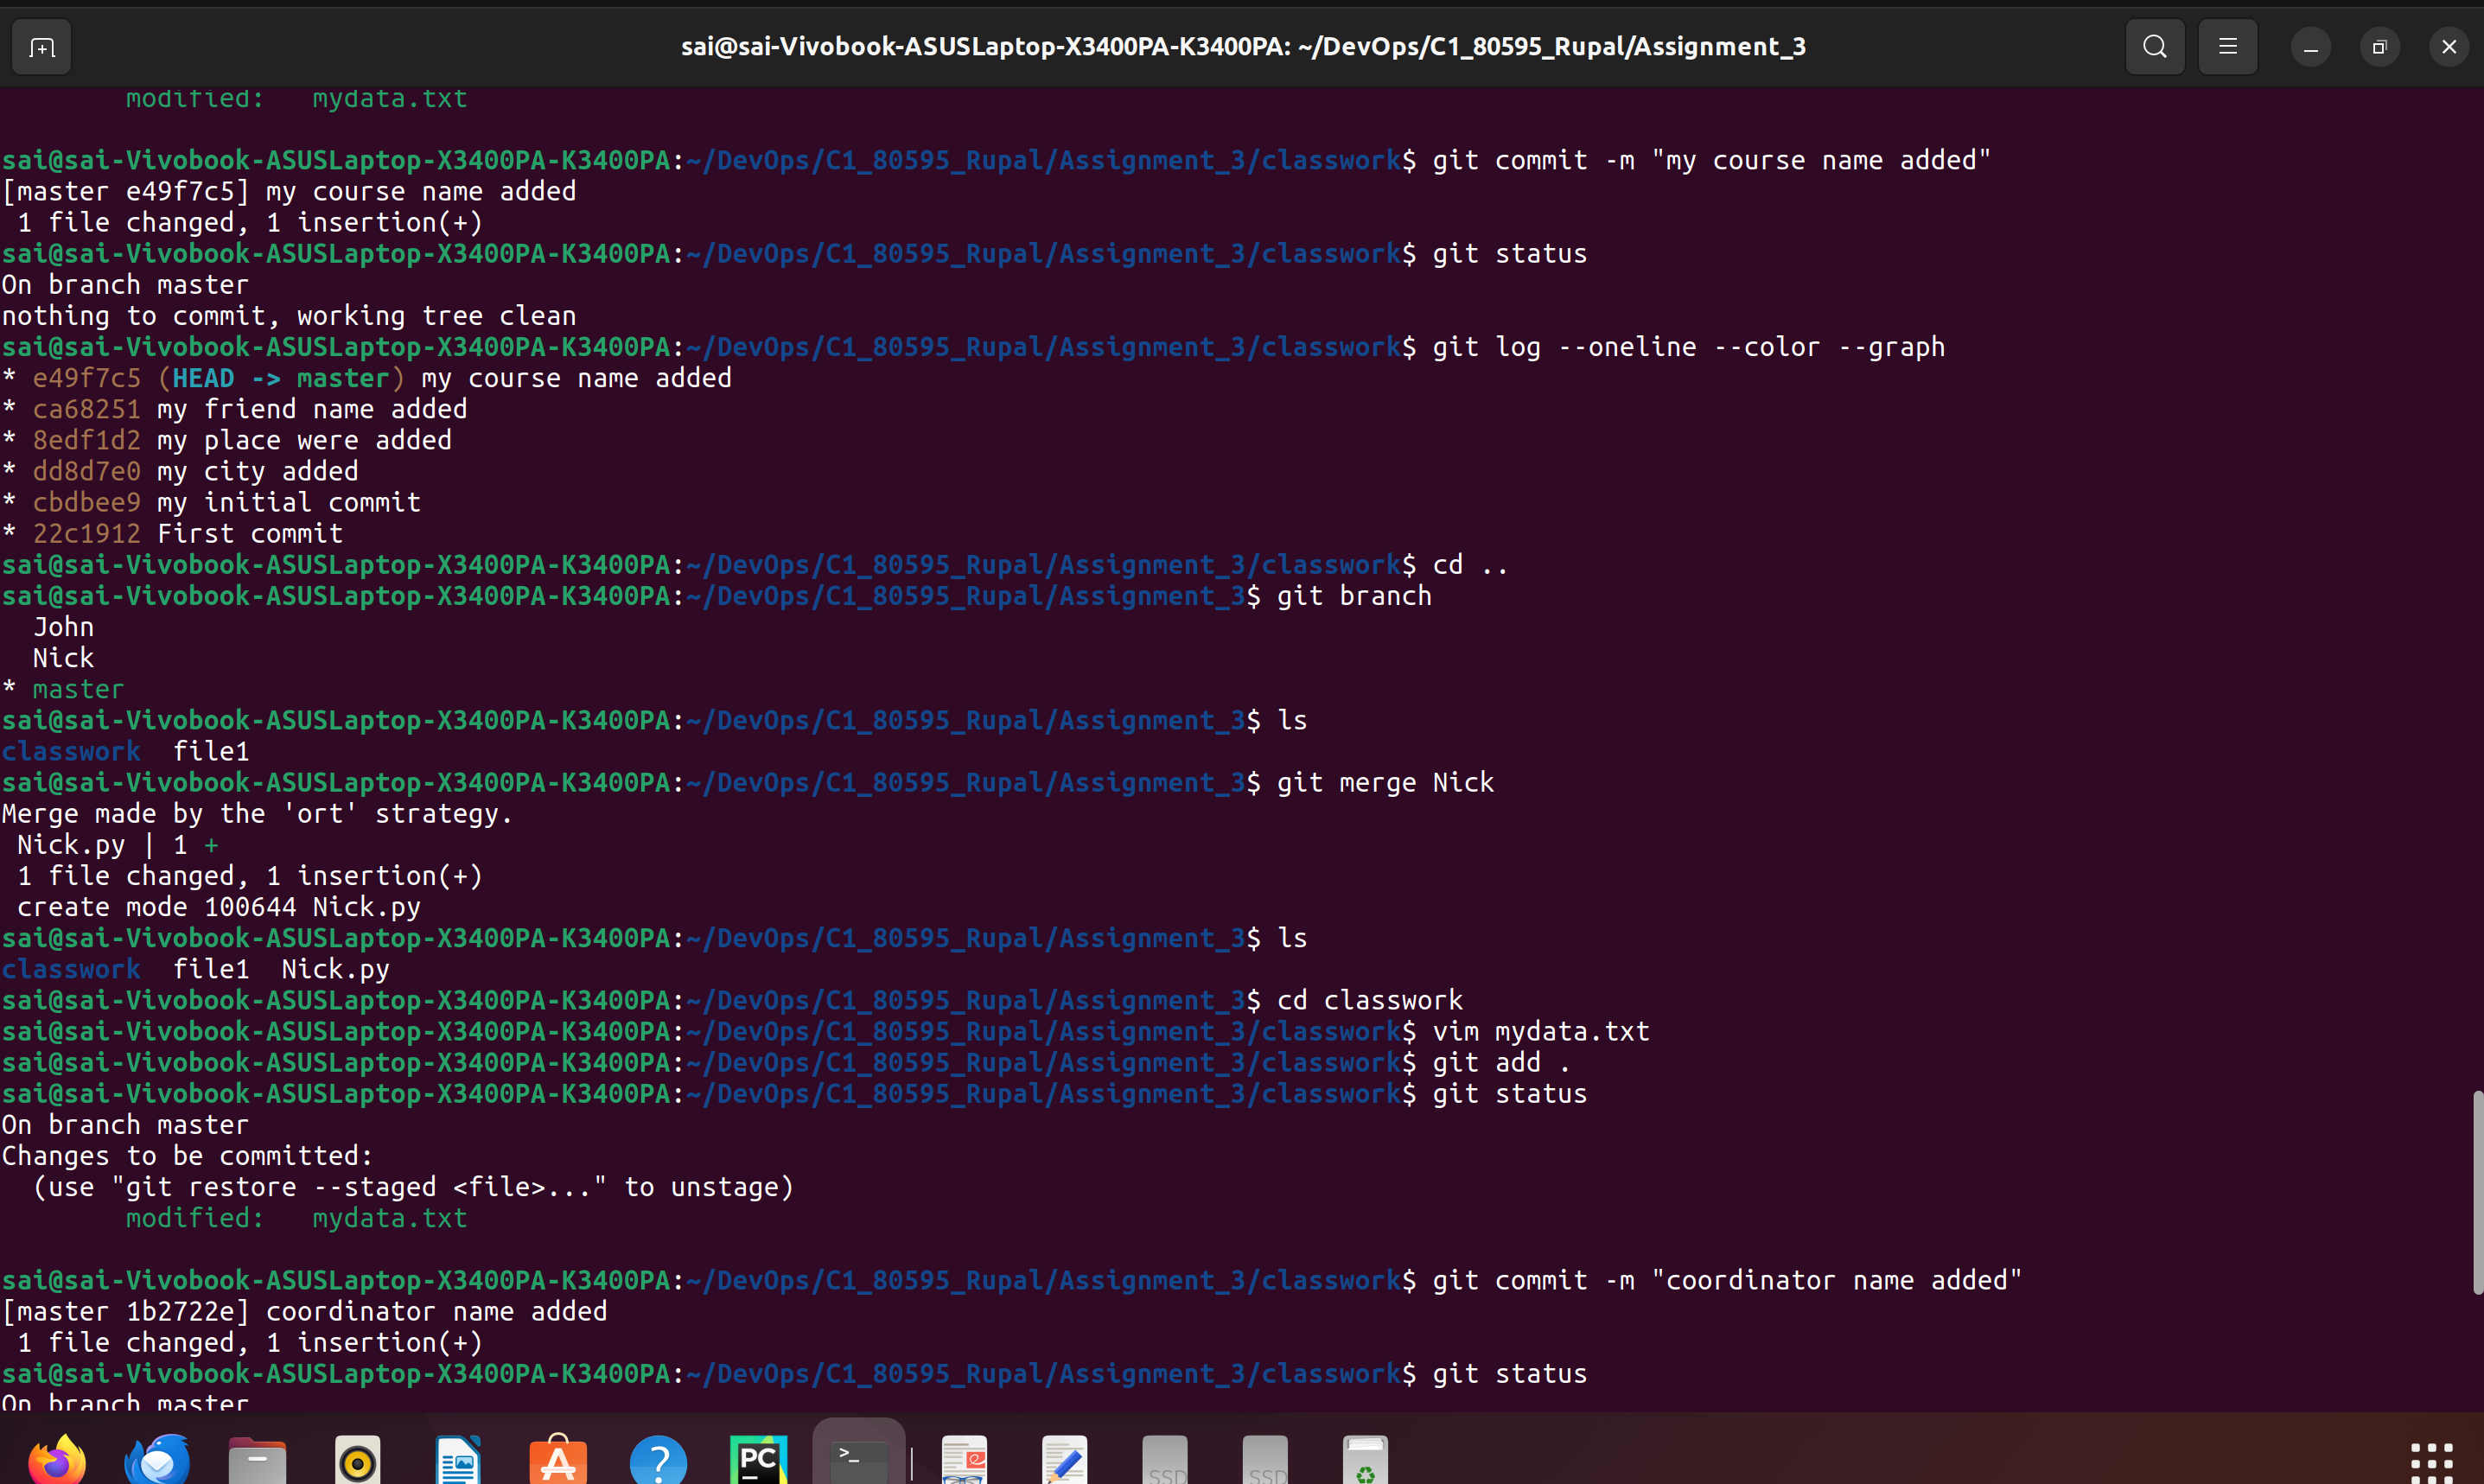 sai@sai-Vivobook-ASUSLaptop-X3400PA-K3400PA: ~/DevOps/C1_80595_Rupal/Assignment_3
        modified:   mydata.txt
sai@sai-Vivobook-ASUSLaptop-X3400PA-K3400PA:~/DevOps/C1_80595_Rupal/Assignment_3/classwork$ git commit -m "my course name added"
[master e49f7c5] my course name added
 1 file changed, 1 insertion(+)
sai@sai-Vivobook-ASUSLaptop-X3400PA-K3400PA:~/DevOps/C1_80595_Rupal/Assignment_3/classwork$ git status
On branch master
nothing to commit, working tree clean
sai@sai-Vivobook-ASUSLaptop-X3400PA-K3400PA:~/DevOps/C1_80595_Rupal/Assignment_3/classwork$ git log --oneline --color --graph
* e49f7c5 (HEAD -> master) my course name added
* ca68251 my friend name added
* 8edf1d2 my place were added
* dd8d7e0 my city added
* cbdbee9 my initial commit
* 22c1912 First commit
sai@sai-Vivobook-ASUSLaptop-X3400PA-K3400PA:~/DevOps/C1_80595_Rupal/Assignment_3/classwork$ cd ..
sai@sai-Vivobook-ASUSLaptop-X3400PA-K3400PA:~/DevOps/C1_80595_Rupal/Assignment_3$ git branch
  John
  Nick
* master
sai@sai-Vivobook-ASUSLaptop-X3400PA-K3400PA:~/DevOps/C1_80595_Rupal/Assignment_3$ ls
classwork  file1
sai@sai-Vivobook-ASUSLaptop-X3400PA-K3400PA:~/DevOps/C1_80595_Rupal/Assignment_3$ git merge Nick
Merge made by the 'ort' strategy.
 Nick.py | 1 +
 1 file changed, 1 insertion(+)
 create mode 100644 Nick.py
sai@sai-Vivobook-ASUSLaptop-X3400PA-K3400PA:~/DevOps/C1_80595_Rupal/Assignment_3$ ls
classwork  file1  Nick.py
sai@sai-Vivobook-ASUSLaptop-X3400PA-K3400PA:~/DevOps/C1_80595_Rupal/Assignment_3$ cd classwork
sai@sai-Vivobook-ASUSLaptop-X3400PA-K3400PA:~/DevOps/C1_80595_Rupal/Assignment_3/classwork$ vim mydata.txt
sai@sai-Vivobook-ASUSLaptop-X3400PA-K3400PA:~/DevOps/C1_80595_Rupal/Assignment_3/classwork$ git add .
sai@sai-Vivobook-ASUSLaptop-X3400PA-K3400PA:~/DevOps/C1_80595_Rupal/Assignment_3/classwork$ git status
On branch master
Changes to be committed:
  (use "git restore --staged <file>..." to unstage)
        modified:   mydata.txt
sai@sai-Vivobook-ASUSLaptop-X3400PA-K3400PA:~/DevOps/C1_80595_Rupal/Assignment_3/classwork$ git commit -m "coordinator name added"
[master 1b2722e] coordinator name added
 1 file changed, 1 insertion(+)
sai@sai-Vivobook-ASUSLaptop-X3400PA-K3400PA:~/DevOps/C1_80595_Rupal/Assignment_3/classwork$ git status
On branch master
PC
>_
SSD
SSD